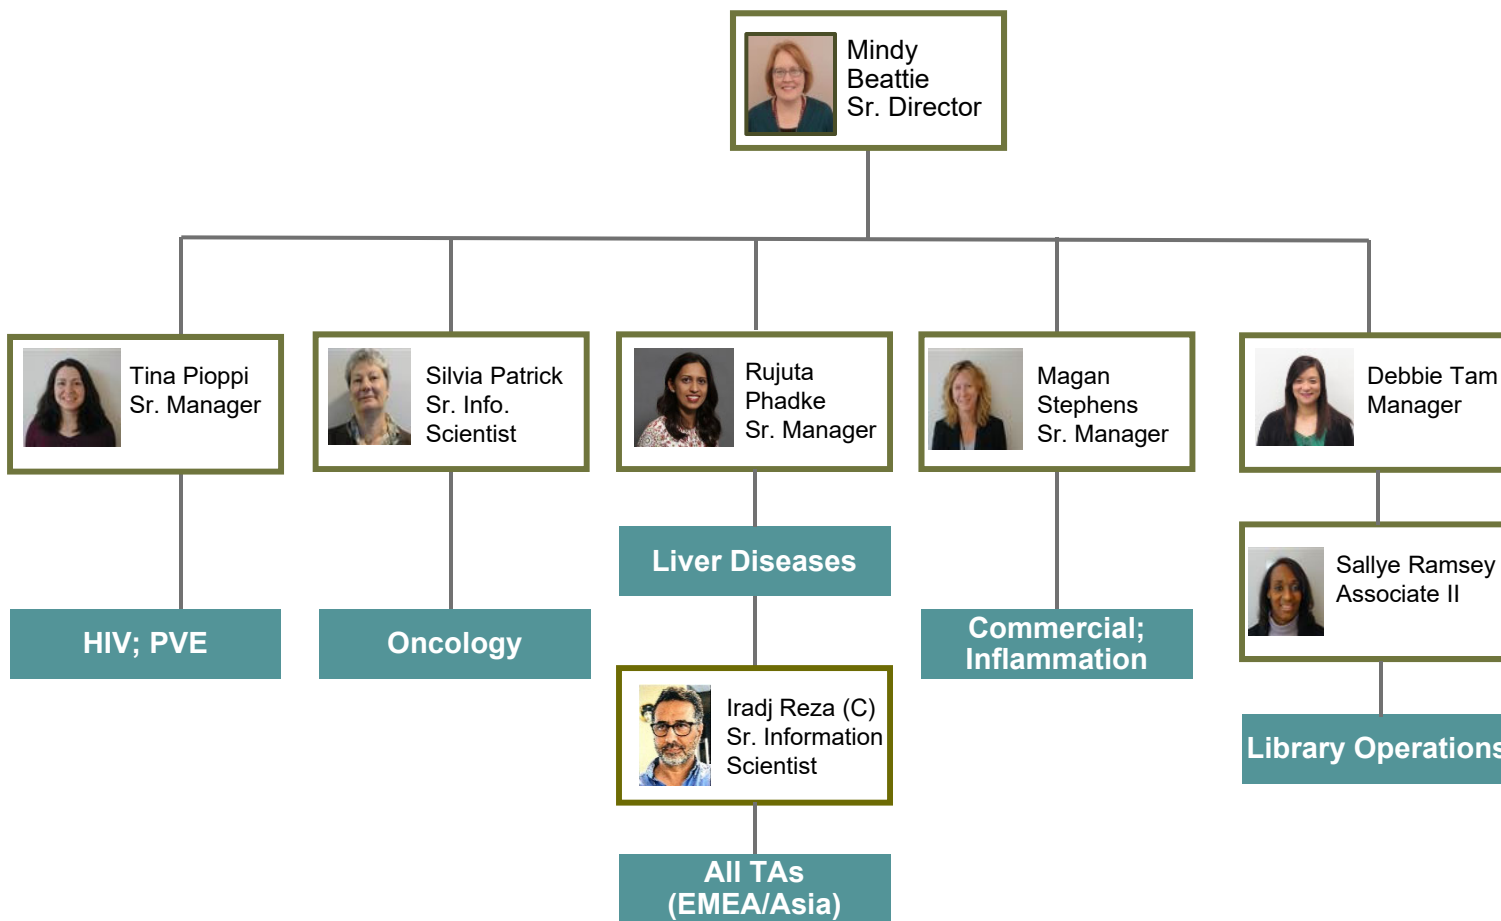 Mindy
Beattie
Sr. Director
Tina Pioppi
Sr. Manager
Silvia Patrick
Sr. Info.
Scientist
Rujuta
Phadke
Sr. Manager
Magan
Stephens
Sr. Manager
Debbie Tam
Manager
Liver Diseases
Sallye Ramsey
Associate II
HIV; PVE
Oncology
Commercial;
Inflammation
Iradj Reza (C)
Sr. Information
Scientist
Library Operations
All TAs
(EMEA/Asia)